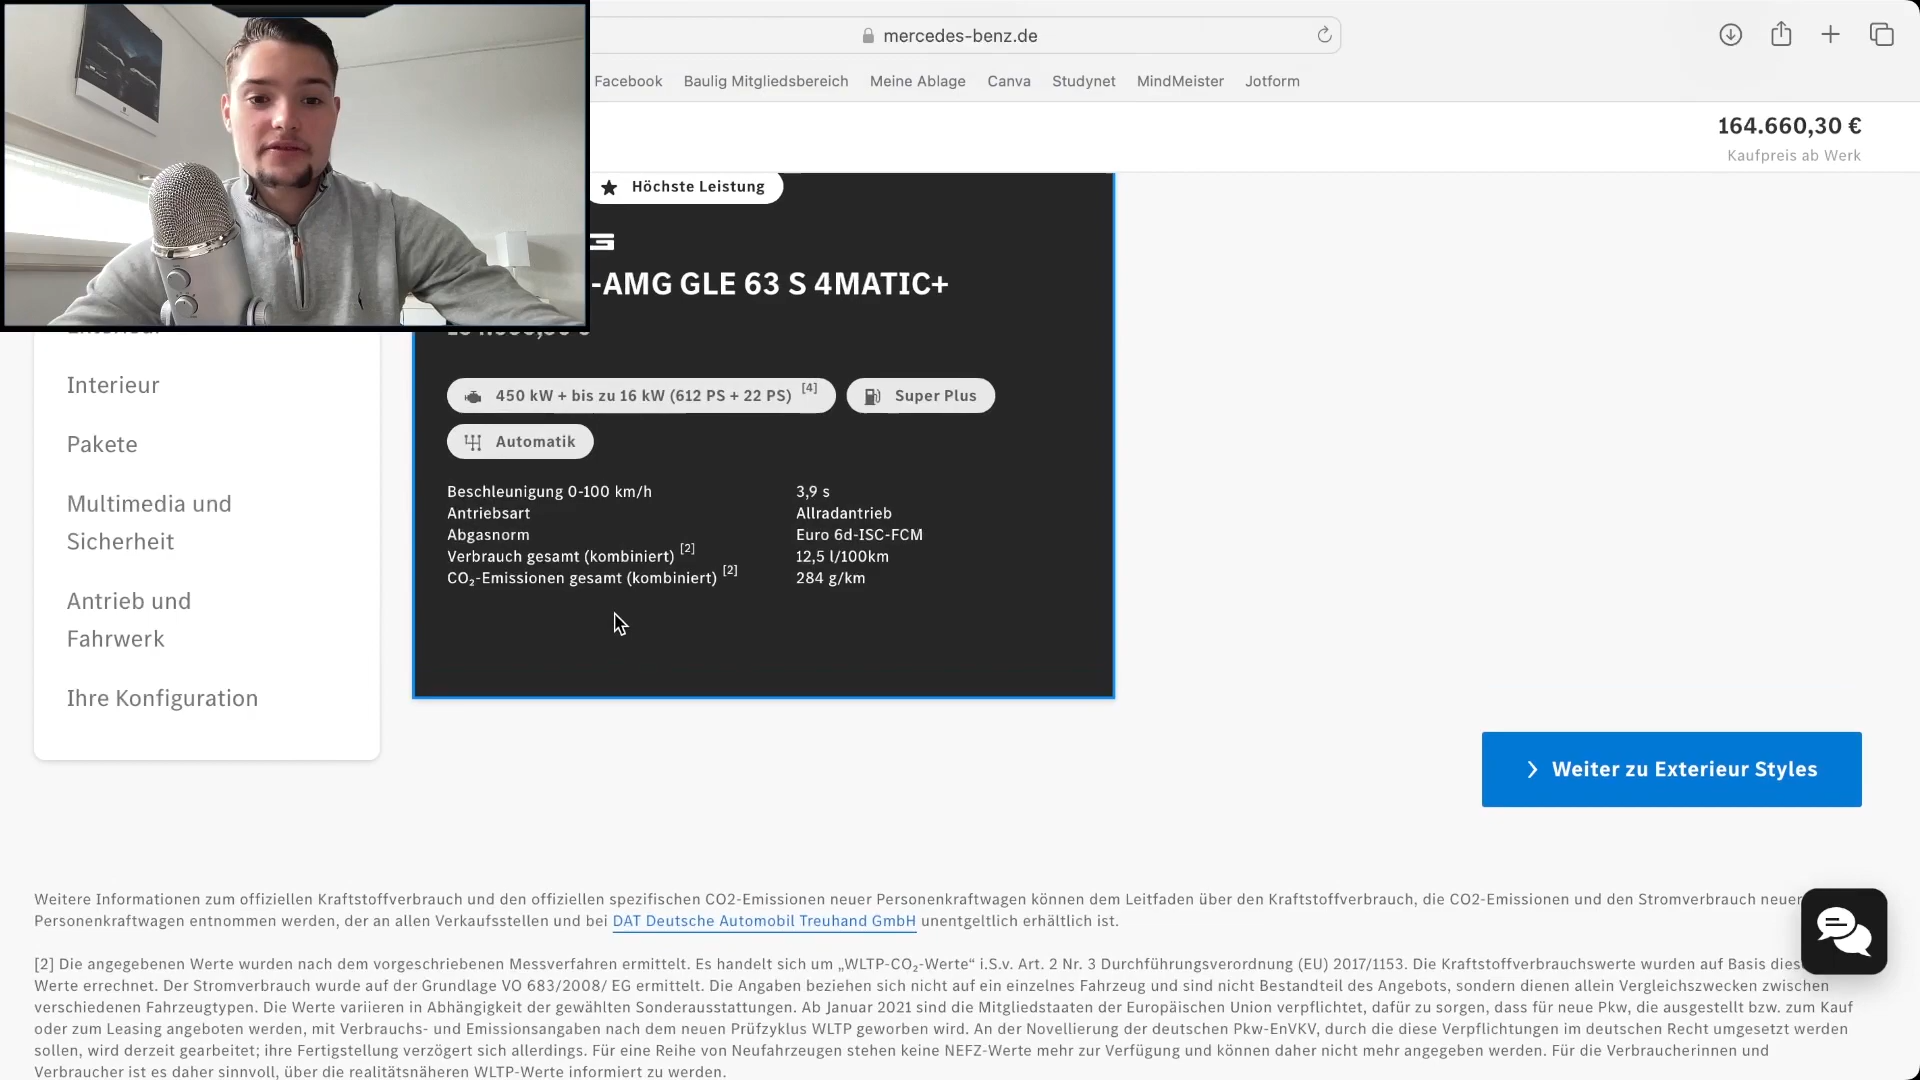 mercedes-benz.de
Facebook Baulig Mitgliedsbereich Meine Ablage Canva Studynet MindMeister Jotform
164.660,30 €
Kaufpreis ab Werk
Höchste Leistung
-AMG GLE 63 S 4MATIC+
Interieur
Pakete
Multimedia und
Sicherheit
Antrieb und
Fahrwerk
Ihre Konfiguration
450 kW + bis zu 16 kW (612 PS + 22 PS) [4]
Super Plus
Automatik
Beschleunigung 0-100 km/h 3,9 s
Antriebsart Allradantrieb
Abgasnorm Euro 6d-ISC-FCM
Verbrauch gesamt (kombiniert) [2] 12,5 l/100km
CO₂-Emissionen gesamt (kombiniert) [2] 284 g/km
Weiter zu Exterieur Styles
Weitere Informationen zum offiziellen Kraftstoffverbrauch und den offiziellen spezifischen CO2-Emissionen neuer Personenkraftwagen können dem Leitfaden über den Kraftstoffverbrauch, die CO2-Emissionen und den Stromverbrauch neuer
Personenkraftwagen entnommen werden, der an allen Verkaufsstellen und bei DAT Deutsche Automobil Treuhand GmbH unentgeltlich erhältlich ist.
[2] Die angegebenen Werte wurden nach dem vorgeschriebenen Messverfahren ermittelt. Es handelt sich um „WLTP-CO₂-Werte“ i.S.v. Art. 2 Nr. 3 Durchführungsverordnung (EU) 2017/1153. Die Kraftstoffverbrauchswerte wurden auf Basis dies
Werte errechnet. Der Stromverbrauch wurde auf der Grundlage VO 683/2008/ EG ermittelt. Die Angaben beziehen sich nicht auf ein einzelnes Fahrzeug und sind nicht Bestandteil des Angebots, sondern dienen allein Vergleichszwecken zwischen
verschiedenen Fahrzeugtypen. Die Werte variieren in Abhängigkeit der gewählten Sonderausstattungen. Ab Januar 2021 sind die Mitgliedstaaten der Europäischen Union verpflichtet, dafür zu sorgen, dass für neue Pkw, die ausgestellt bzw. zum Kauf
oder zum Leasing angeboten werden, mit Verbrauchs- und Emissionsangaben nach dem neuen Prüfzyklus WLTP geworben wird. An der Novellierung der deutschen Pkw-EnVKV, durch die diese Verpflichtungen im deutschen Recht umgesetzt werden
sollen, wird derzeit gearbeitet; ihre Fertigstellung verzögert sich allerdings. Für eine Reihe von Neufahrzeugen stehen keine NEFZ-Werte mehr zur Verfügung und können daher nicht mehr angegeben werden. Für die Verbraucherinnen und
Verbraucher ist es daher sinnvoll, über die realitätsnäheren WLTP-Werte informiert zu werden.